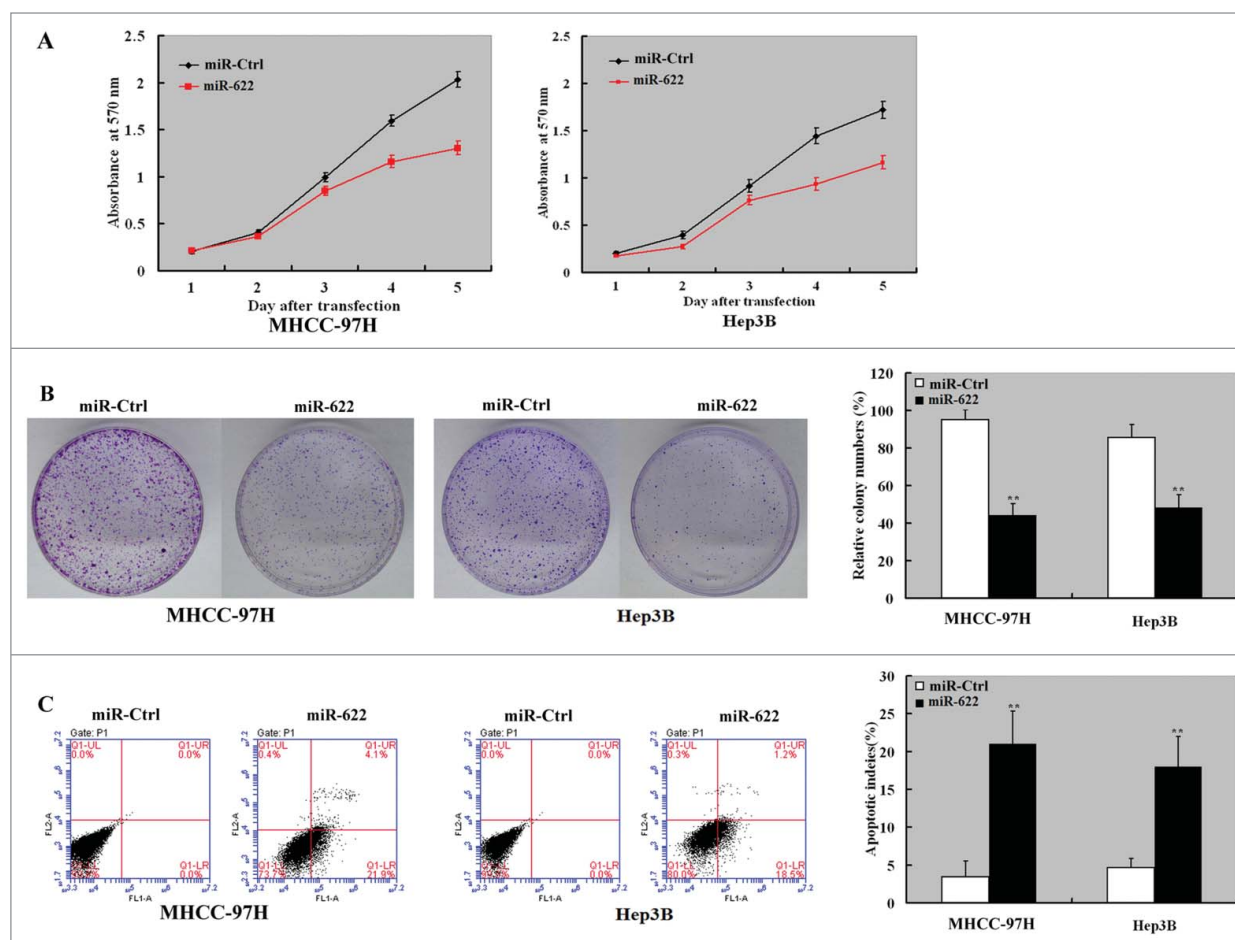 A
2.5
2
1.5
1
0.5
0
Absorbance at 570 nm
miR-Ctrl
miR-622
1 2 3 4 5
Day after transfection
MHCC-97H
2.5
2
1.5
1
0.5
0
Absorbance at 570 nm
miR-Ctrl
miR-622
1 2 3 4 5
Day after transfection
Hep3B
B
miR-Ctrl
miR-622
MHCC-97H
miR-Ctrl
miR-622
Hep3B
120
100
80
60
40
20
0
Relative colony numbers (%)
miR-Ctrl
miR-622
**
**
MHCC-97H
Hep3B
C
miR-Ctrl
Gate: P1
Q1-UL
0.0%
Q1-UR
0.0%
Q1-LR
0.0%
FL2-A
FL1-A
miR-622
Gate: P1
Q1-UL
0.4%
Q1-UR
4.1%
Q1-LR
21.9%
FL2-A
FL1-A
MHCC-97H
miR-Ctrl
Gate: P1
Q1-UL
0.0%
Q1-UR
0.0%
Q1-LR
0.0%
FL2-A
FL1-A
miR-622
Gate: P1
Q1-UL
0.3%
Q1-UR
1.2%
80.0%
Q1-LR
18.5%
FL2-A
FL1-A
Hep3B
30
25
20
15
10
5
0
Apoptotic indeies(%)
miR-Ctrl
miR-622
**
**
MHCC-97H
Hep3B